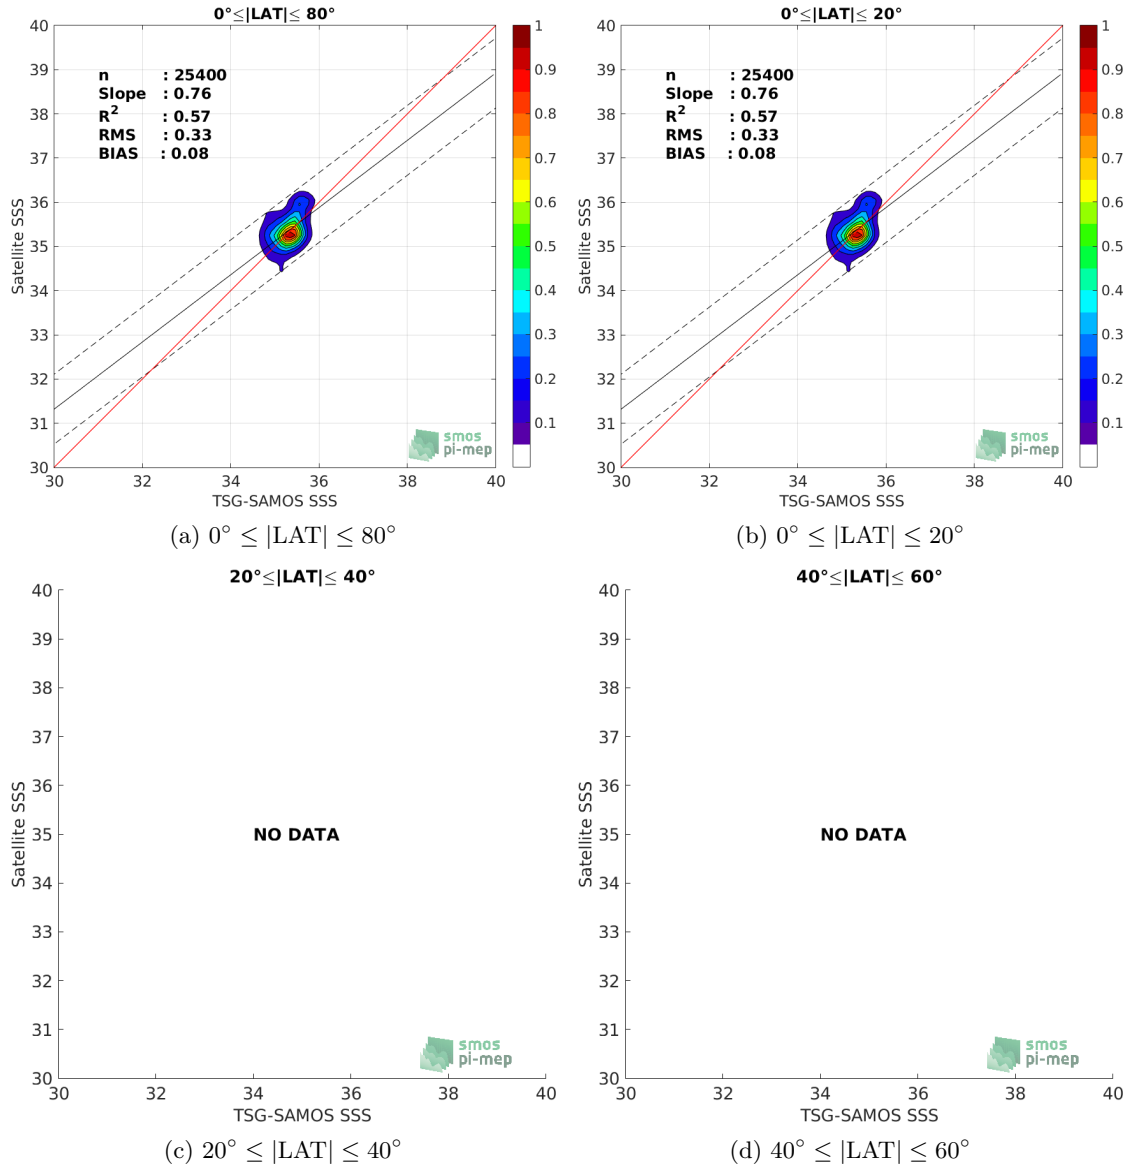 0°≤|LAT|≤ 80°
40
39
38
37
36
35
34
33
32
31
30
Satellite SSS
n : 25400
Slope : 0.76
R² : 0.57
RMS : 0.33
BIAS : 0.08
smos
pi-mep
30 32 34 36 38 40
TSG-SAMOS SSS
1
0.9
0.8
0.7
0.6
0.5
0.4
0.3
0.2
0.1
(a) 0° ≤ |LAT| ≤ 80°
0°≤|LAT|≤ 20°
40
39
38
37
36
35
34
33
32
31
30
Satellite SSS
n : 25400
Slope : 0.76
R² : 0.57
RMS : 0.33
BIAS : 0.08
smos
pi-mep
30 32 34 36 38 40
TSG-SAMOS SSS
1
0.9
0.8
0.7
0.6
0.5
0.4
0.3
0.2
0.1
(b) 0° ≤ |LAT| ≤ 20°
20°≤|LAT|≤ 40°
40
39
38
37
36
35
34
33
32
31
30
Satellite SSS
NO DATA
smos
pi-mep
30 32 34 36 38 40
TSG-SAMOS SSS
(c) 20° ≤ |LAT| ≤ 40°
40°≤|LAT|≤ 60°
40
39
38
37
36
35
34
33
32
31
30
Satellite SSS
NO DATA
smos
pi-mep
30 32 34 36 38 40
TSG-SAMOS SSS
(d) 40° ≤ |LAT| ≤ 60°